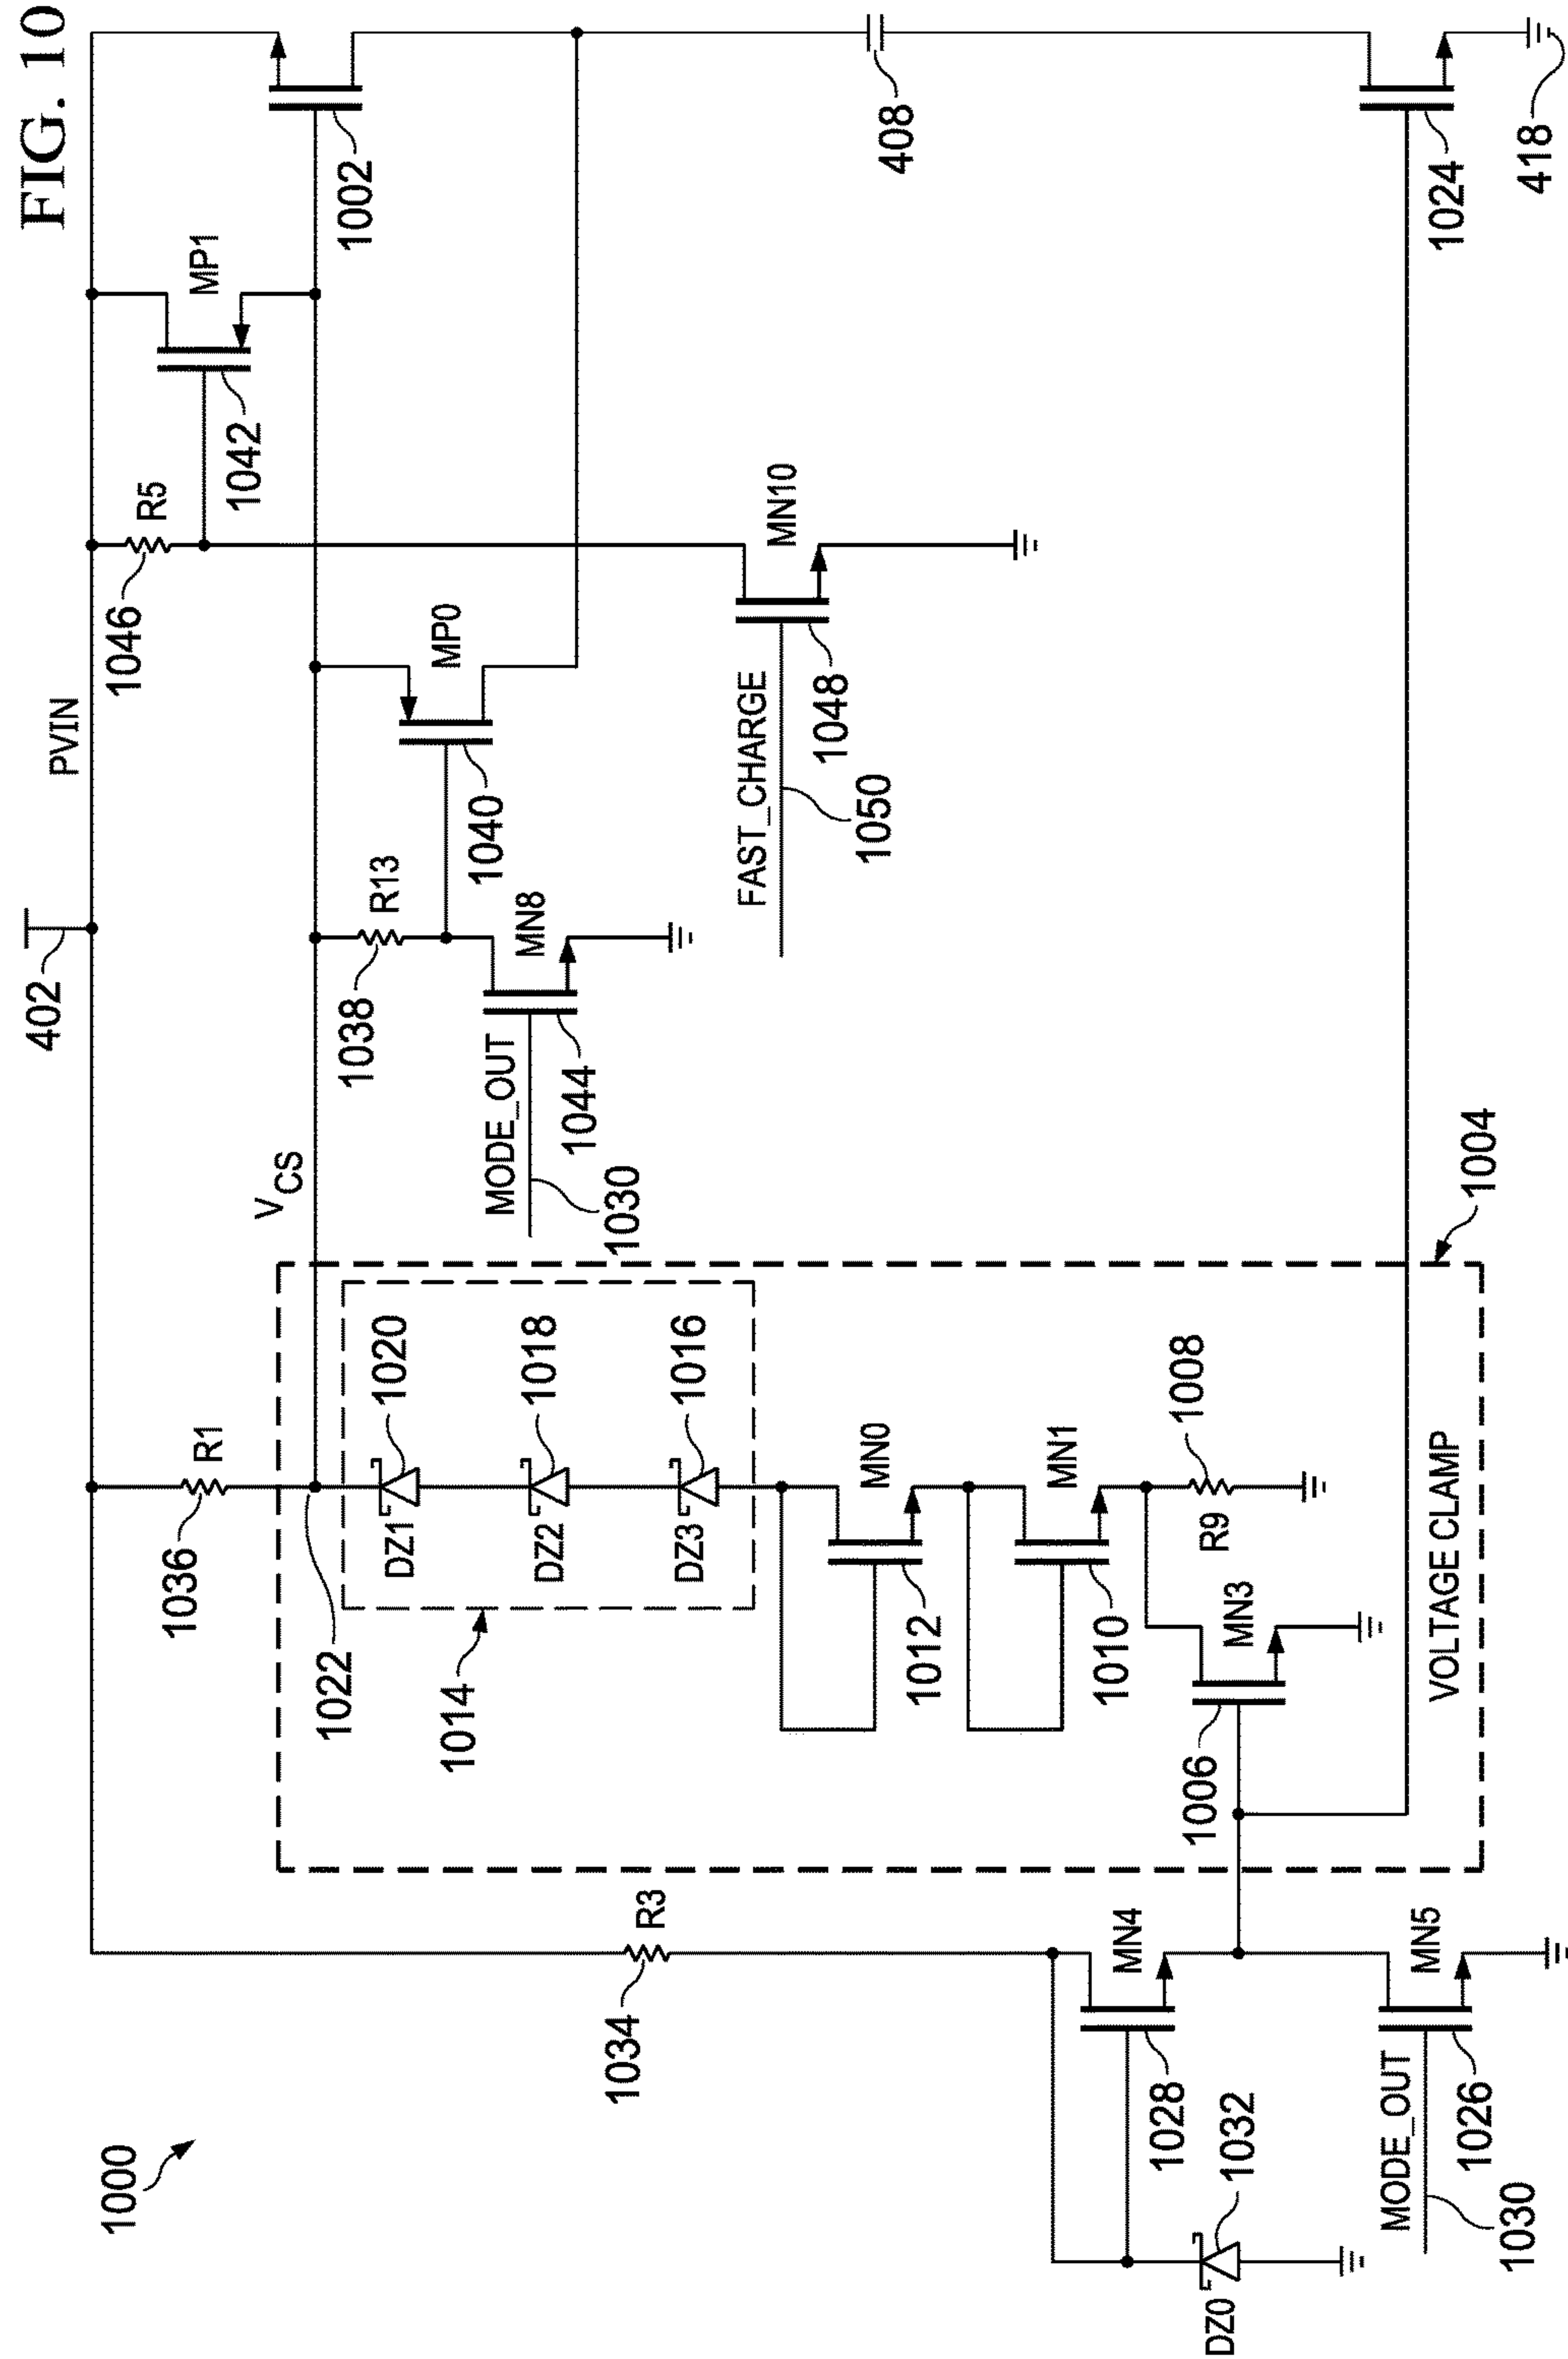 FIG. 10
1000
402
PVIN
1036
R1
1034
R3
1046
R5
1042
MP1
1002
VCS
1022
1014
DZ1
1020
DZ2
1018
DZ3
1016
1038
R13
1040
MP0
MN8
MODE_OUT
1044
1030
FAST_CHARGE
MN10
1048
1050
408
MN0
1012
MN1
1010
R9
1008
MN3
1006
VOLTAGE CLAMP
1004
MN4
1028
DZ0
1032
MN5
MODE_OUT
1026
1030
1024
418